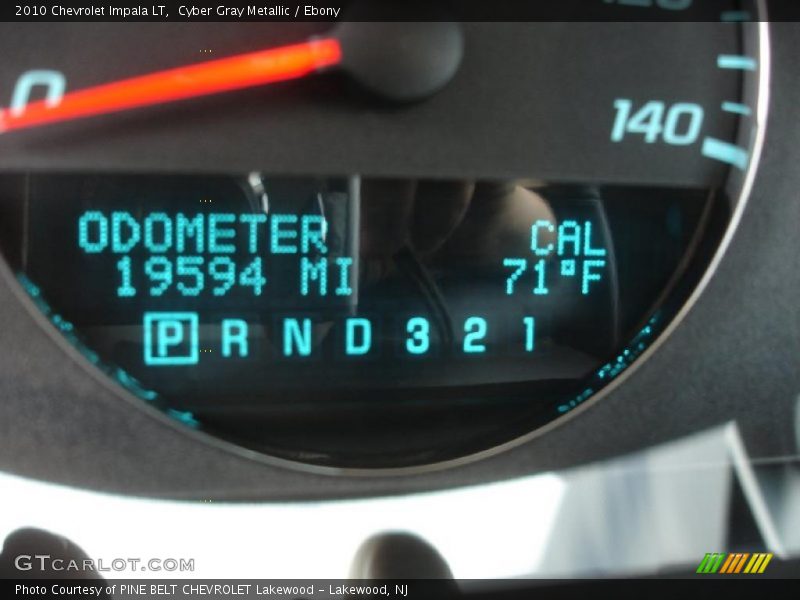 2010 Chevrolet Impala LT, Cyber Gray Metallic / Ebony
0
140
ODOMETER CAL
19594 MI 71°F
P R N D 3 2 1
GTCARLOT.COM
Photo Courtesy of PINE BELT CHEVROLET Lakewood - Lakewood, NJ